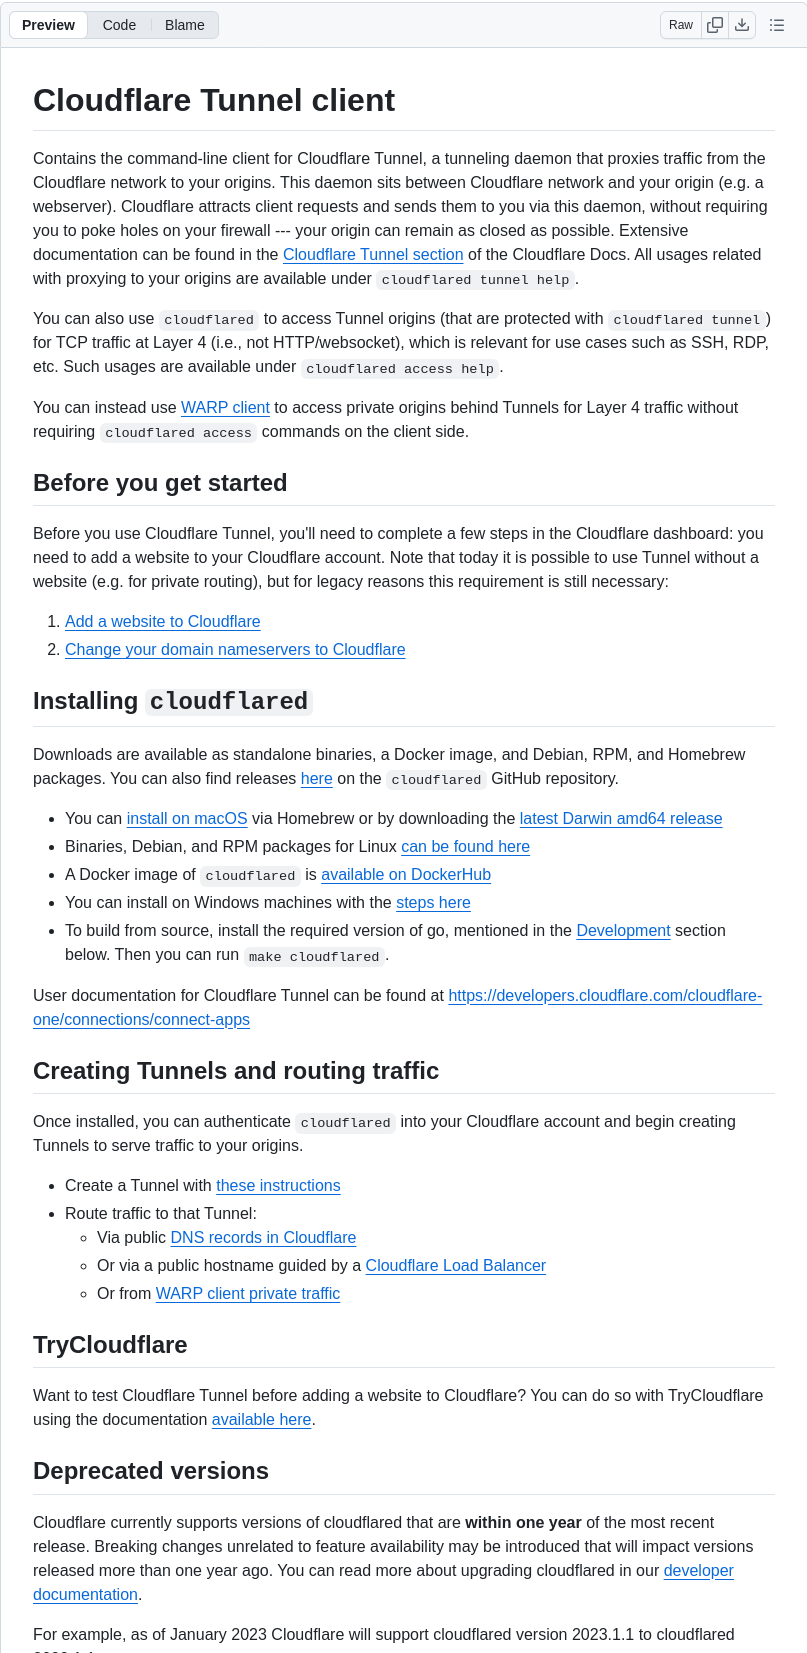 Preview Code Blame Raw
Cloudflare Tunnel client
Contains the command-line client for Cloudflare Tunnel, a tunneling daemon that proxies traffic from the
Cloudflare network to your origins. This daemon sits between Cloudflare network and your origin (e.g. a
webserver). Cloudflare attracts client requests and sends them to you via this daemon, without requiring
you to poke holes on your firewall --- your origin can remain as closed as possible. Extensive
documentation can be found in the Cloudflare Tunnel section of the Cloudflare Docs. All usages related
with proxying to your origins are available under cloudflared tunnel help.
You can also use cloudflared to access Tunnel origins (that are protected with cloudflared tunnel)
for TCP traffic at Layer 4 (i.e., not HTTP/websocket), which is relevant for use cases such as SSH, RDP,
etc. Such usages are available under cloudflared access help.
You can instead use WARP client to access private origins behind Tunnels for Layer 4 traffic without
requiring cloudflared access commands on the client side.
Before you get started
Before you use Cloudflare Tunnel, you'll need to complete a few steps in the Cloudflare dashboard: you
need to add a website to your Cloudflare account. Note that today it is possible to use Tunnel without a
website (e.g. for private routing), but for legacy reasons this requirement is still necessary:
1. Add a website to Cloudflare
2. Change your domain nameservers to Cloudflare
Installing cloudflared
Downloads are available as standalone binaries, a Docker image, and Debian, RPM, and Homebrew
packages. You can also find releases here on the cloudflared GitHub repository.
• You can install on macOS via Homebrew or by downloading the latest Darwin amd64 release
• Binaries, Debian, and RPM packages for Linux can be found here
• A Docker image of cloudflared is available on DockerHub
• You can install on Windows machines with the steps here
• To build from source, install the required version of go, mentioned in the Development section
below. Then you can run make cloudflared.
User documentation for Cloudflare Tunnel can be found at https://developers.cloudflare.com/cloudflare-
one/connections/connect-apps
Creating Tunnels and routing traffic
Once installed, you can authenticate cloudflared into your Cloudflare account and begin creating
Tunnels to serve traffic to your origins.
• Create a Tunnel with these instructions
• Route traffic to that Tunnel:
◦ Via public DNS records in Cloudflare
◦ Or via a public hostname guided by a Cloudflare Load Balancer
◦ Or from WARP client private traffic
TryCloudflare
Want to test Cloudflare Tunnel before adding a website to Cloudflare? You can do so with TryCloudflare
using the documentation available here.
Deprecated versions
Cloudflare currently supports versions of cloudflared that are within one year of the most recent
release. Breaking changes unrelated to feature availability may be introduced that will impact versions
released more than one year ago. You can read more about upgrading cloudflared in our developer
documentation.
For example, as of January 2023 Cloudflare will support cloudflared version 2023.1.1 to cloudflared